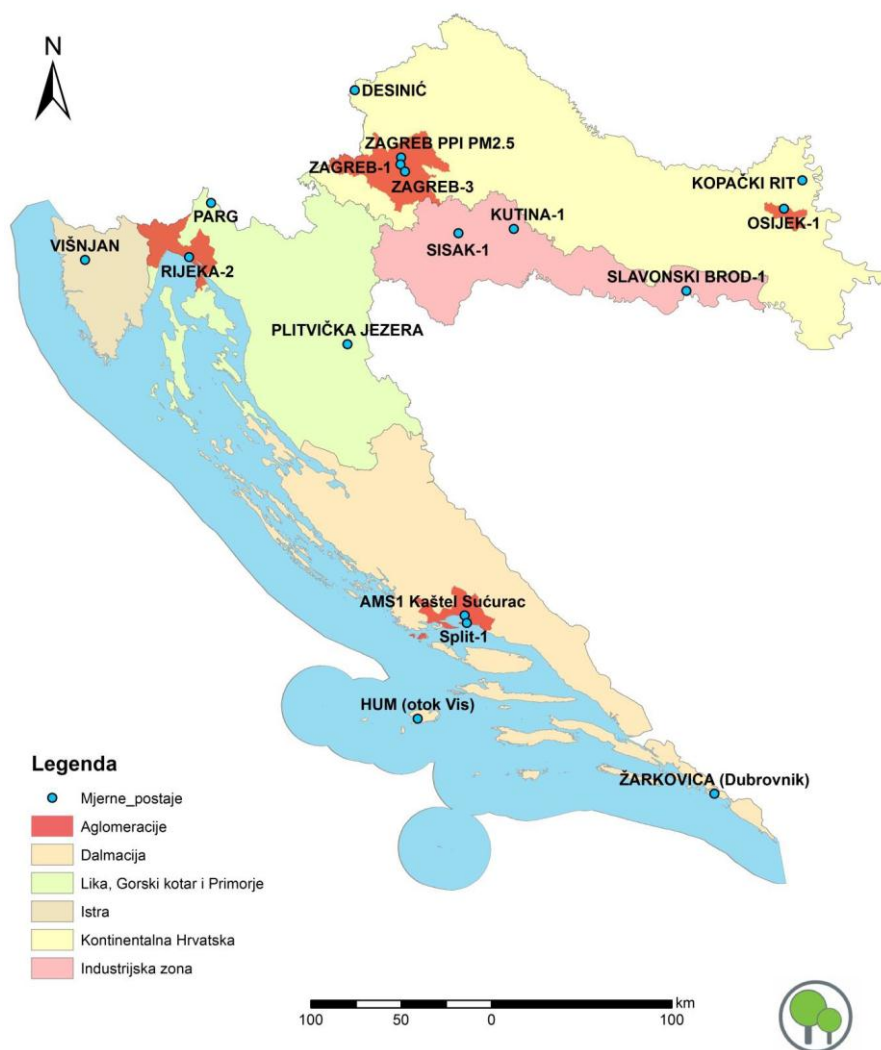 N
DESINIĆ
ZAGREB PPI PM2.5
ZAGREB-1
ZAGREB-3
KOPAČKI RIT
OSIJEK-1
PARG
KUTINA-1
SISAK-1
VIŠNJAN
RIJEKA-2
SLAVONSKI BROD-1
PLITVIČKA JEZERA
AMS1 Kaštel Sućurac
Split-1
HUM (otok Vis)
ŽARKOVICA (Dubrovnik)
Legenda
Mjerne_postaje
Aglomeracije
Dalmacija
Lika, Gorski kotar i Primorje
Istra
Kontinentalna Hrvatska
Industrijska zona
km
100 50 0 100